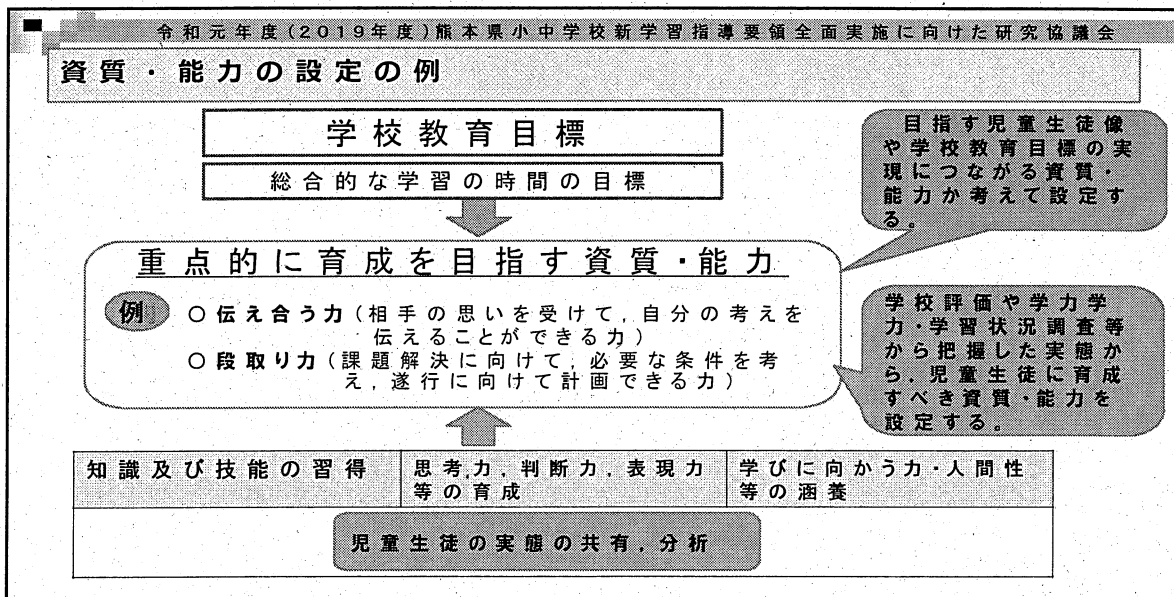 令和元年度(2019年度)熊本県小中学校新学習指導要領全面実施に向けた研究協議会
資質・能力の設定の例
学校教育目標
総合的な学習の時間の目標
目指す児童生徒像
や学校教育目標の実
現につながる資質・
能力か考えて設定す
る。
重点的に育成を目指す資質・能力
例
○伝え合う力(相手の思いを受けて,自分の考えを
伝えることができる力)
○段取り力(課題解決に向けて,必要な条件を考
え,遂行に向けて計画できる力)
学校評価や学力学
力・学習状況調査等
から把握した実態か
ら,児童生徒に育成
すべき資質・能力を
設定する。
知識及び技能の習得
思考力,判断力,表現力
等の育成
学びに向かう力・人間性
等の涵養
児童生徒の実態の共有,分析